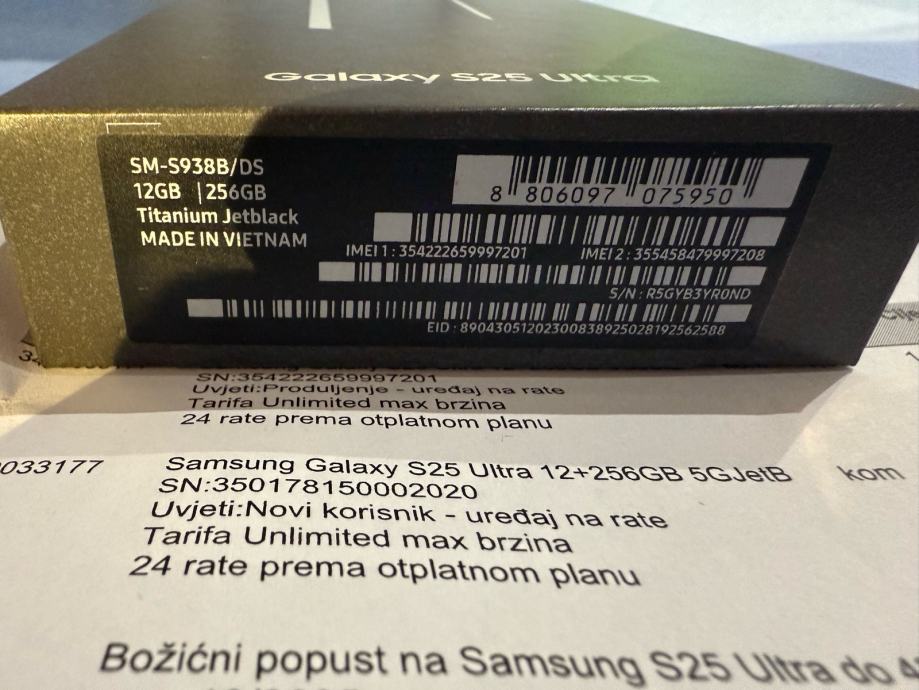 Galaxy S25 Ultra
SM-S938B/DS
12GB | 256GB
Titanium Jetblack
MADE IN VIETNAM
8 806097 075950
IMEI 1 : 354222659997201 IMEI 2 : 355458479997208
S/N : R5GYB3YR0ND
EID : 89043051202300838925028192562588
SN:354222659997201
Uvjeti:Produljenje - uređaj na rate
Tarifa Unlimited max brzina
24 rate prema otplatnom planu
033177 Samsung Galaxy S25 Ultra 12+256GB 5GJetB kom
SN:350178150002020
Uvjeti:Novi korisnik - uređaj na rate
Tarifa Unlimited max brzina
24 rate prema otplatnom planu
Božićni popust na Samsung S25 Ultra do